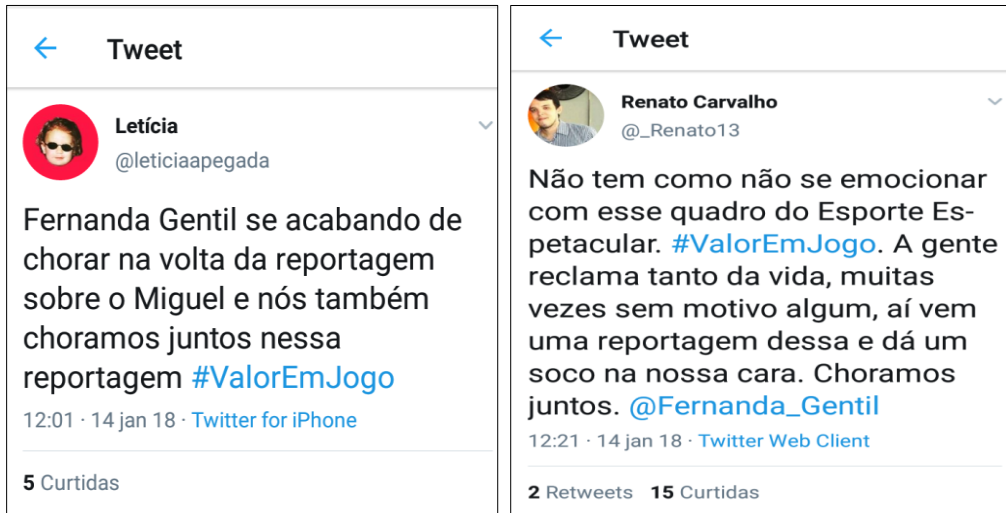 Tweet
Letícia
@leticiaapegada
Fernanda Gentil se acabando de
chorar na volta da reportagem
sobre o Miguel e nós também
choramos juntos nessa
reportagem #ValorEmJogo
12:01 · 14 jan 18 · Twitter for iPhone
5 Curtidas
Tweet
Renato Carvalho
@_Renato13
Não tem como não se emocionar
com esse quadro do Esporte Es-
petacular. #ValorEmJogo. A gente
reclama tanto da vida, muitas
vezes sem motivo algum, aí vem
uma reportagem dessa e dá um
soco na nossa cara. Choramos
juntos. @Fernanda_Gentil
12:21 · 14 jan 18 · Twitter Web Client
2 Retweets 15 Curtidas